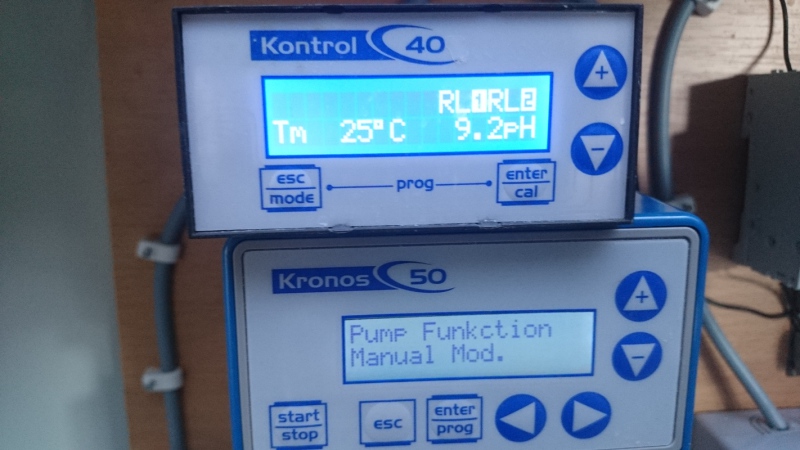 Kontrol 40
RL1RL2
Tm 25°C 9.2pH
+
-
esc
mode
prog
enter
cal
Kronos 50
Pump Funkction
Manual Mod.
+
-
start
stop
esc
enter
prog